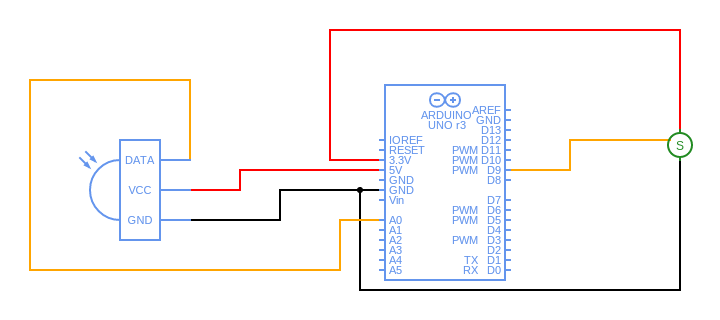 DATA
VCC
GND
ARDUINO
UNO r3
IOREF
RESET
3.3V
5V
GND
GND
Vin
A0
A1
A2
A3
A4
A5
AREF
GND
D13
D12
PWM D11
PWM D10
PWM D9
D8
D7
PWM D6
PWM D5
D4
PWM D3
D2
TX D1
RX D0
S